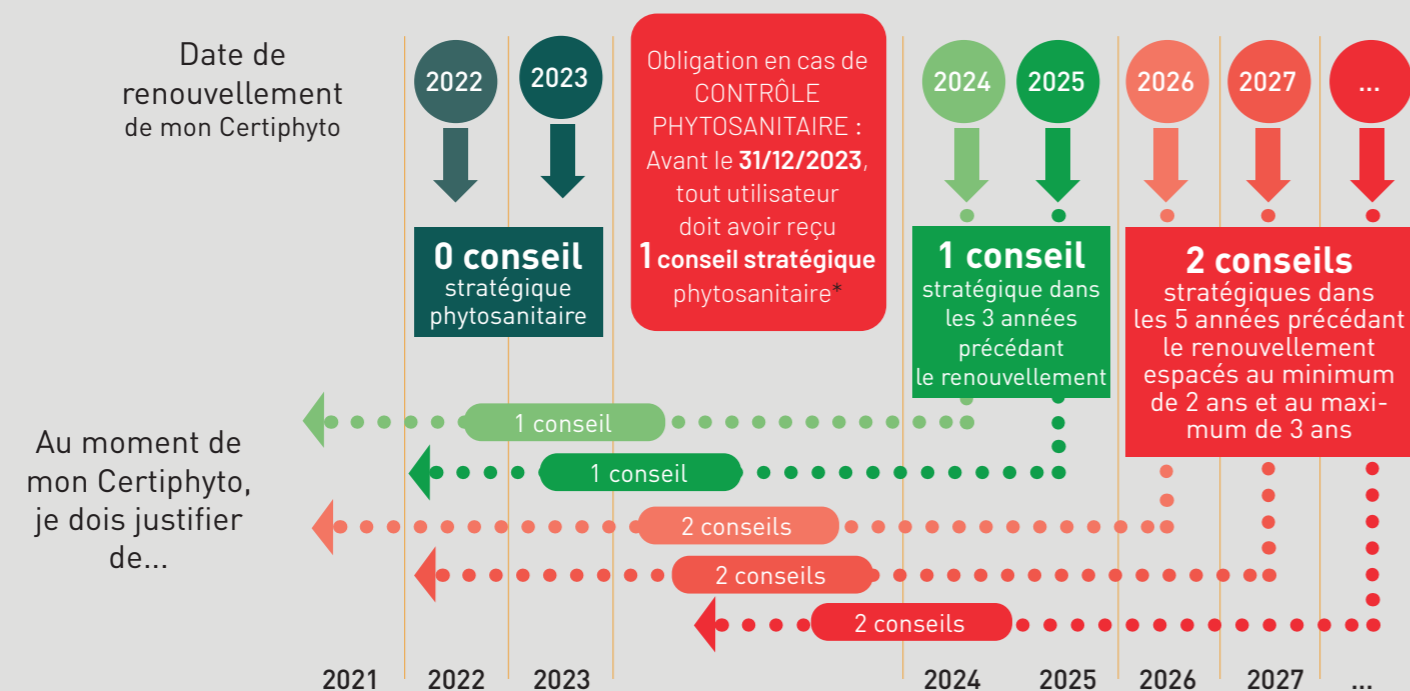 Date de
renouvellement
de mon Certiphyto
2022
2023
Obligation en cas de
CONTRÔLE
PHYTOSANITAIRE :
Avant le 31/12/2023,
tout utilisateur
doit avoir reçu
1 conseil stratégique
phytosanitaire*
2024
2025
2026
2027
...
0 conseil
stratégique
phytosanitaire
1 conseil
stratégique dans
les 3 années
précédant
le renouvellement
2 conseils
stratégiques dans
les 5 années précédant
le renouvellement
espacés au minimum
de 2 ans et au maxi-
mum de 3 ans
Au moment de
mon Certiphyto,
je dois justifier
de...
1 conseil
1 conseil
2 conseils
2 conseils
2 conseils
2021 2022 2023 2024 2025 2026 2027 ...